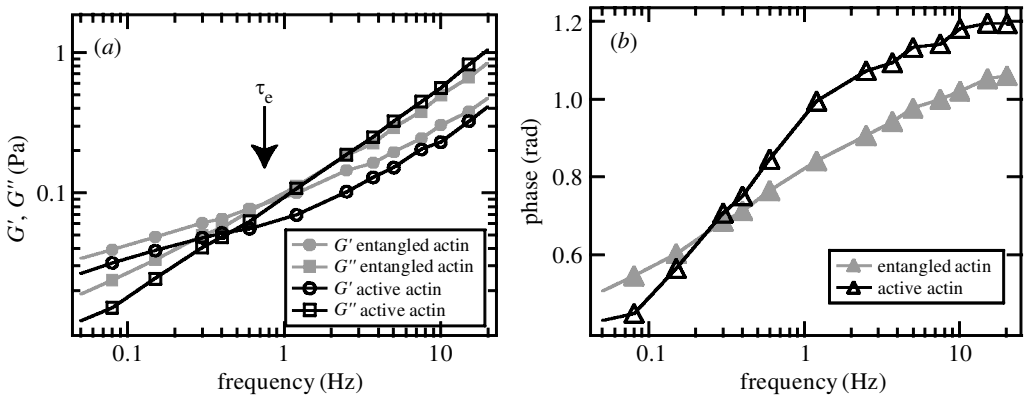 (a)
1
0.1
G′, G″ (Pa)
τe
G′ entangled actin
G″ entangled actin
G′ active actin
G″ active actin
0.1
1
10
frequency (Hz)
(b)
1.2
1.0
0.8
0.6
phase (rad)
entangled actin
active actin
0.1
1
10
frequency (Hz)